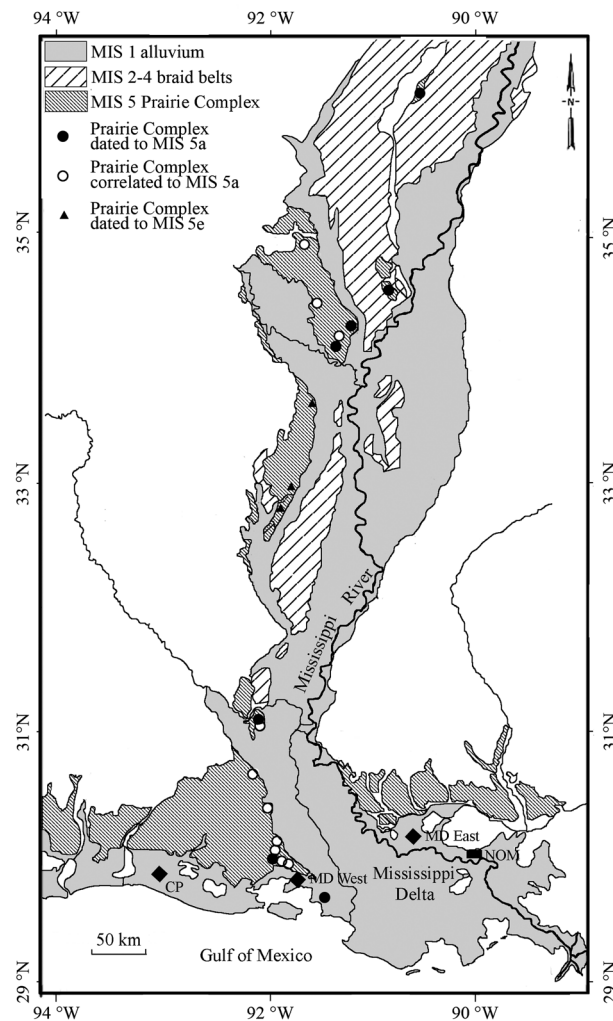 94 °W 92 °W 90 °W
MIS 1 alluvium
MIS 2-4 braid belts
MIS 5 Prairie Complex
Prairie Complex
dated to MIS 5a
Prairie Complex
correlated to MIS 5a
Prairie Complex
dated to MIS 5e
-N-
35 °N 35 °N
33 °N 33 °N
Mississippi River
31°N 31°N
MD East
NOM
CP
MD West
Mississippi
Delta
50 km
Gulf of Mexico
29 °N 29 °N
94 °W 92 °W 90 °W